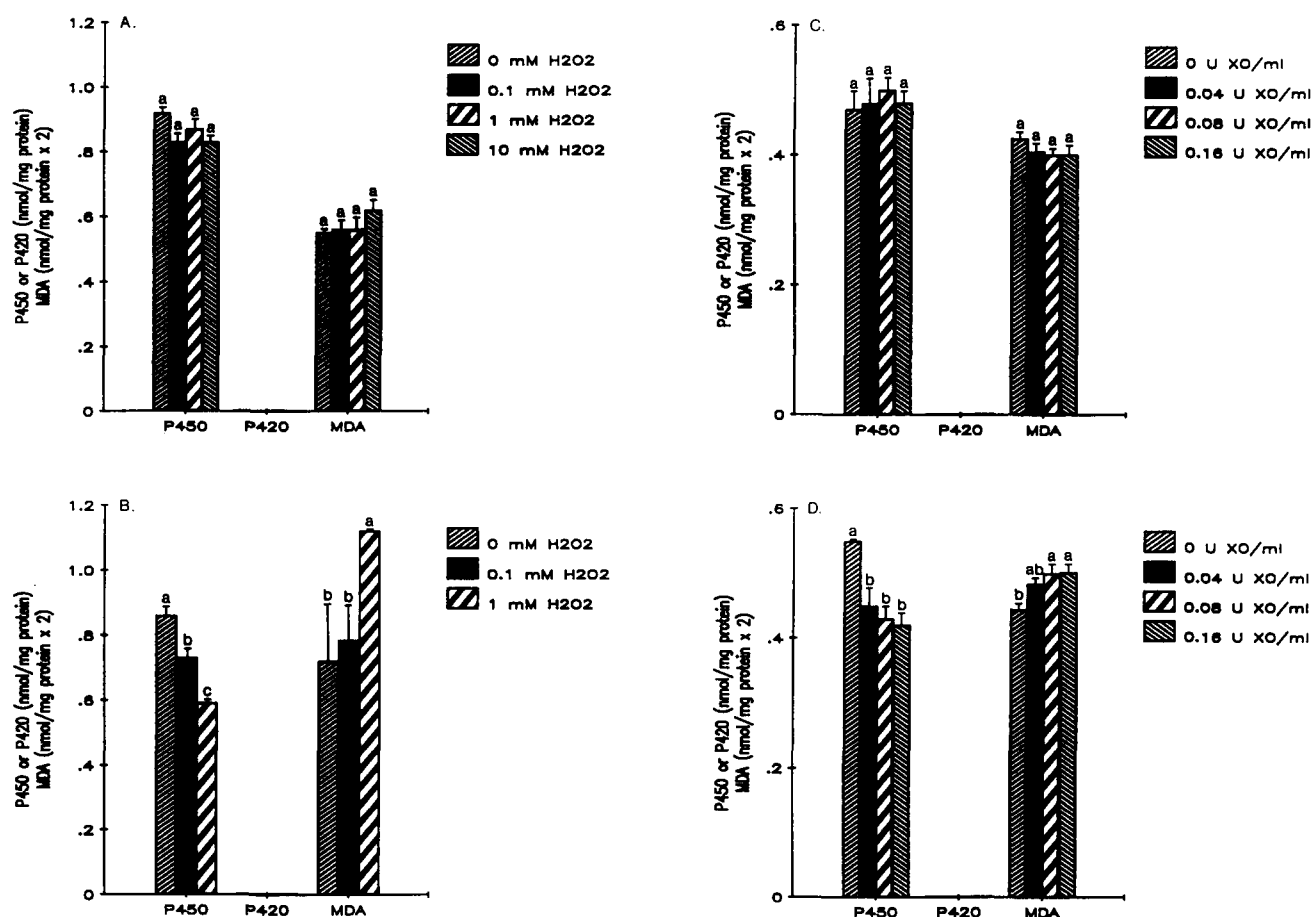 A.
1.2
1.0
.8
.6
.4
.2
0
P450 or P420 (nmol/mg protein)
MDA (nmol/mg protein x 2)
a a a a
a a a a
P450 P420 MDA
0 mM H2O2
0.1 mM H2O2
1 mM H2O2
10 mM H2O2
C.
.6
.4
.2
0
P450 or P420 (nmol/mg protein)
MDA (nmol/mg protein x 2)
a a a a
a a a a
P450 P420 MDA
0 U XO/ml
0.04 U XO/ml
0.08 U XO/ml
0.16 U XO/ml
B.
1.2
1.0
.8
.6
.4
.2
0
P450 or P420 (nmol/mg protein)
MDA (nmol/mg protein x 2)
a b c
b b a
P450 P420 MDA
0 mM H2O2
0.1 mM H2O2
1 mM H2O2
D.
.6
.4
.2
0
P450 or P420 (nmol/mg protein)
MDA (nmol/mg protein x 2)
a b b b
b ab a a
P450 P420 MDA
0 U XO/ml
0.04 U XO/ml
0.08 U XO/ml
0.16 U XO/ml